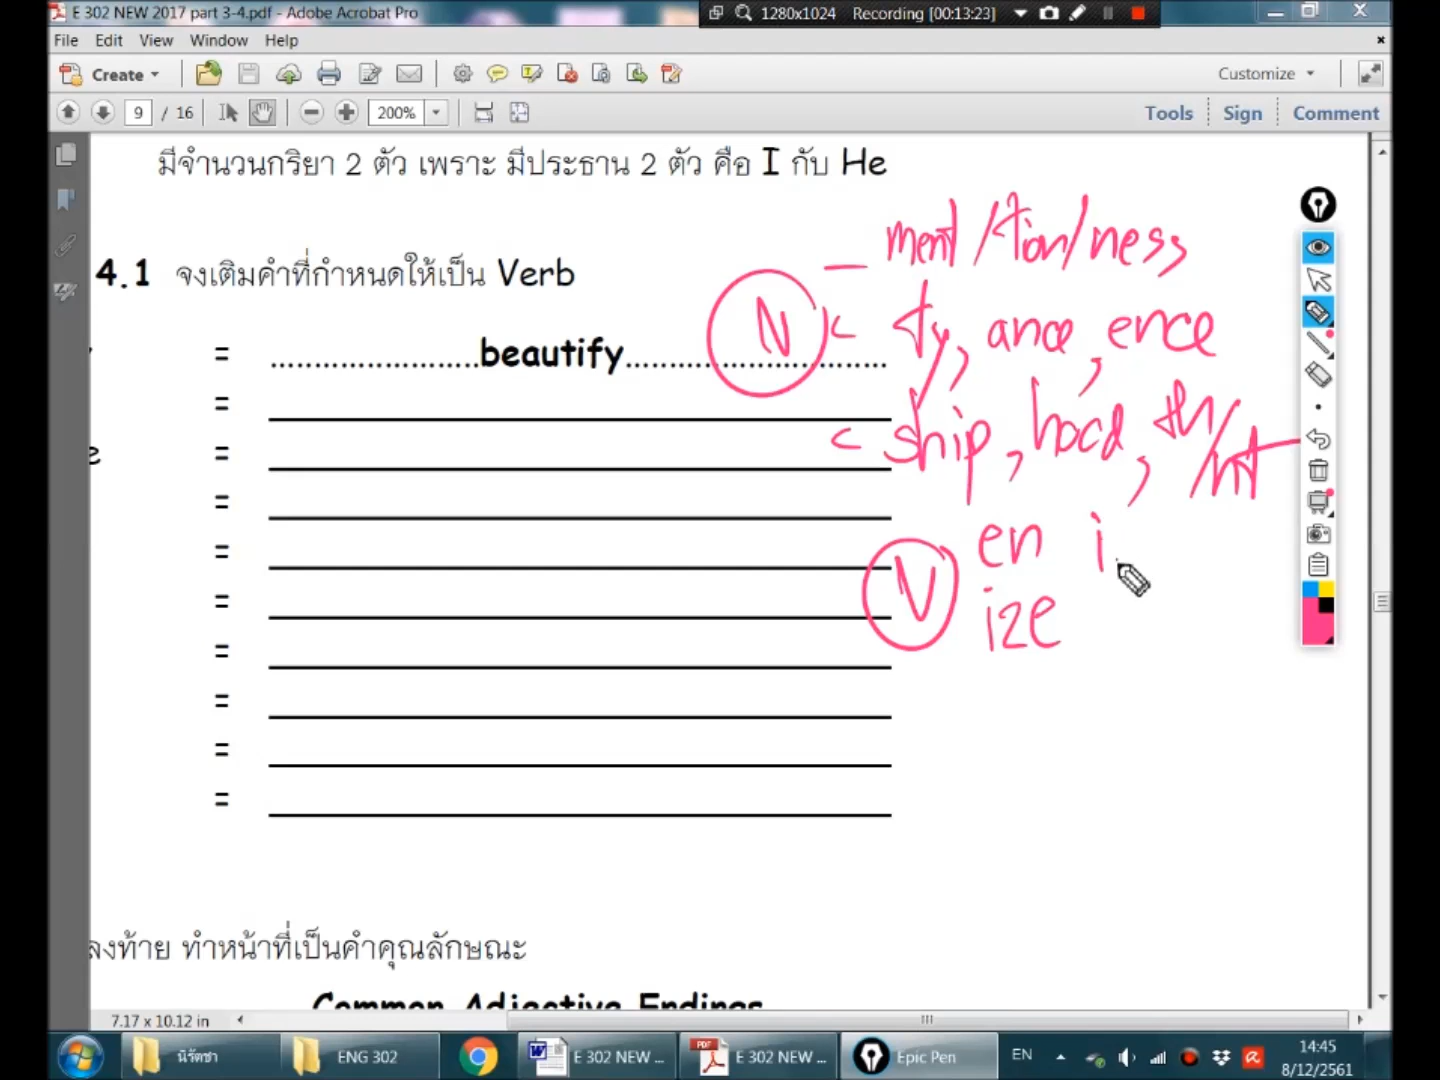 E 302 NEW 2017 part 3-4.pdf - Adobe Acrobat Pro
1280x1024 Recording [00:13:23]
File Edit View Window Help
Create Customize
9 / 16 200% Tools Sign Comment
มีจำนวนกริยา 2 ตัว เพราะ มีประธาน 2 ตัว คือ I กับ He
ment/tion/ness
4.1 จงเติมคำที่กำหนดให้เป็น Verb
N ty, ance, ence
= .......................beautify............................
=
ship, hood, th/
e =
=
en i
=
V ize
=
=
=
=
=
ลงท้าย ทำหน้าที่เป็นคำคุณลักษณะ
Common Adjective Endings
7.17 x 10.12 in
นิรัตชา ENG 302 E 302 NEW ... E 302 NEW ... Epic Pen EN 14:45
8/12/2561